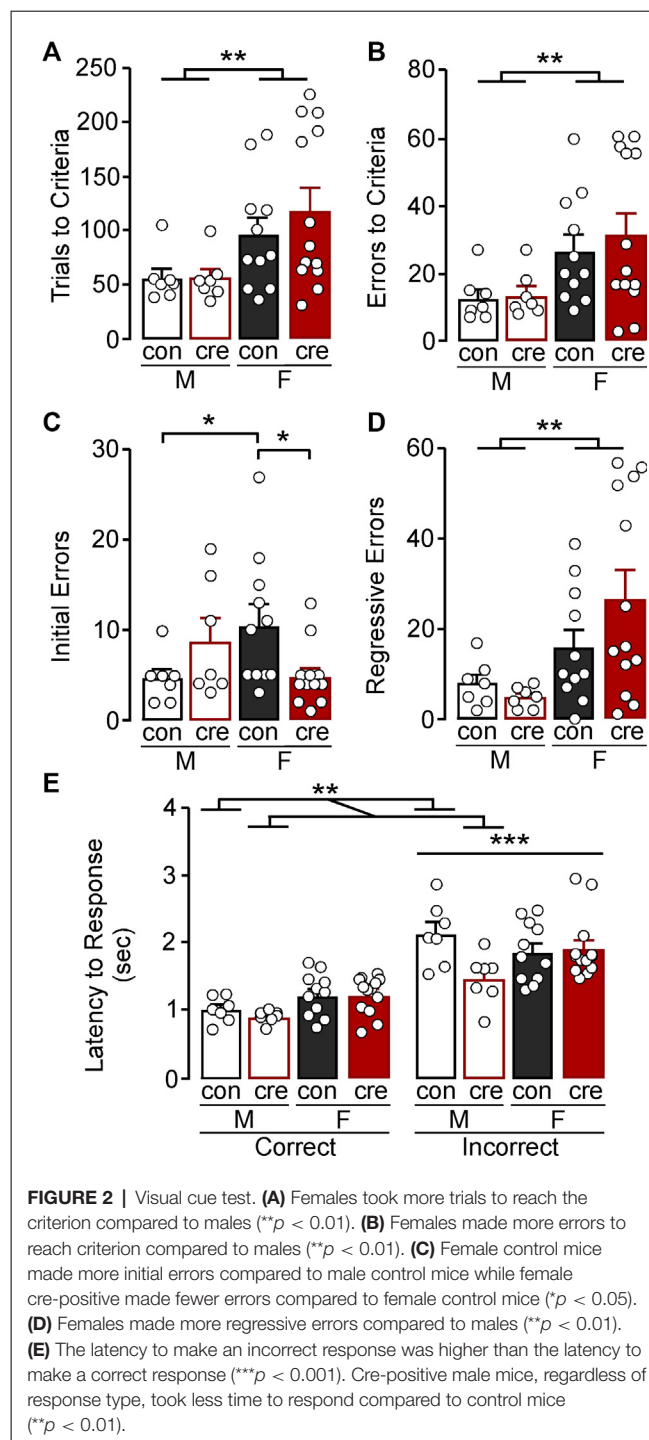 A
**
250
200
150
100
50
0
Trials to Criteria
con cre con cre
M F
B
**
80
60
40
20
0
Errors to Criteria
con cre con cre
M F
C
*
*
30
20
10
0
Initial Errors
con cre con cre
M F
D
**
60
40
20
0
Regressive Errors
con cre con cre
M F
E
**
***
4
3
2
1
0
Latency to Response
(sec)
con cre con cre con cre con cre
M F M F
Correct Incorrect
FIGURE 2 | Visual cue test. (A) Females took more trials to reach the
criterion compared to males (**p < 0.01). (B) Females made more errors to
reach criterion compared to males (**p < 0.01). (C) Female control mice
made more initial errors compared to male control mice while female
cre-positive made fewer errors compared to female control mice (*p < 0.05).
(D) Females made more regressive errors compared to males (**p < 0.01).
(E) The latency to make an incorrect response was higher than the latency to
make a correct response (***p < 0.001). Cre-positive male mice, regardless of
response type, took less time to respond compared to control mice
(**p < 0.01).